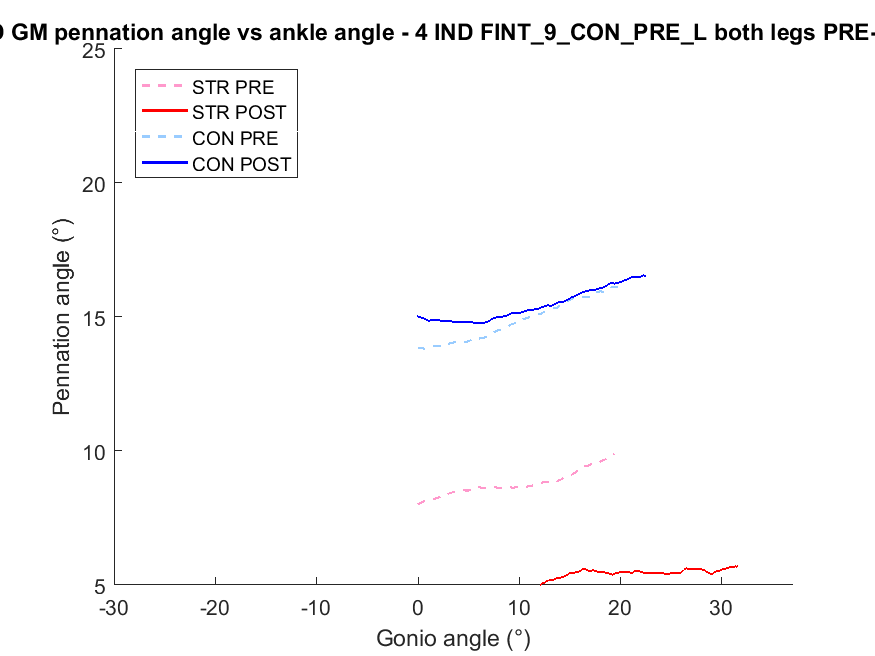 GM pennation angle vs ankle angle - 4 IND FINT_9_CON_PRE_L both legs PRE-
25
STR PRE
STR POST
CON PRE
CON POST
20
15
10
5
Pennation angle (°)
-30 -20 -10 0 10 20 30
Gonio angle (°)